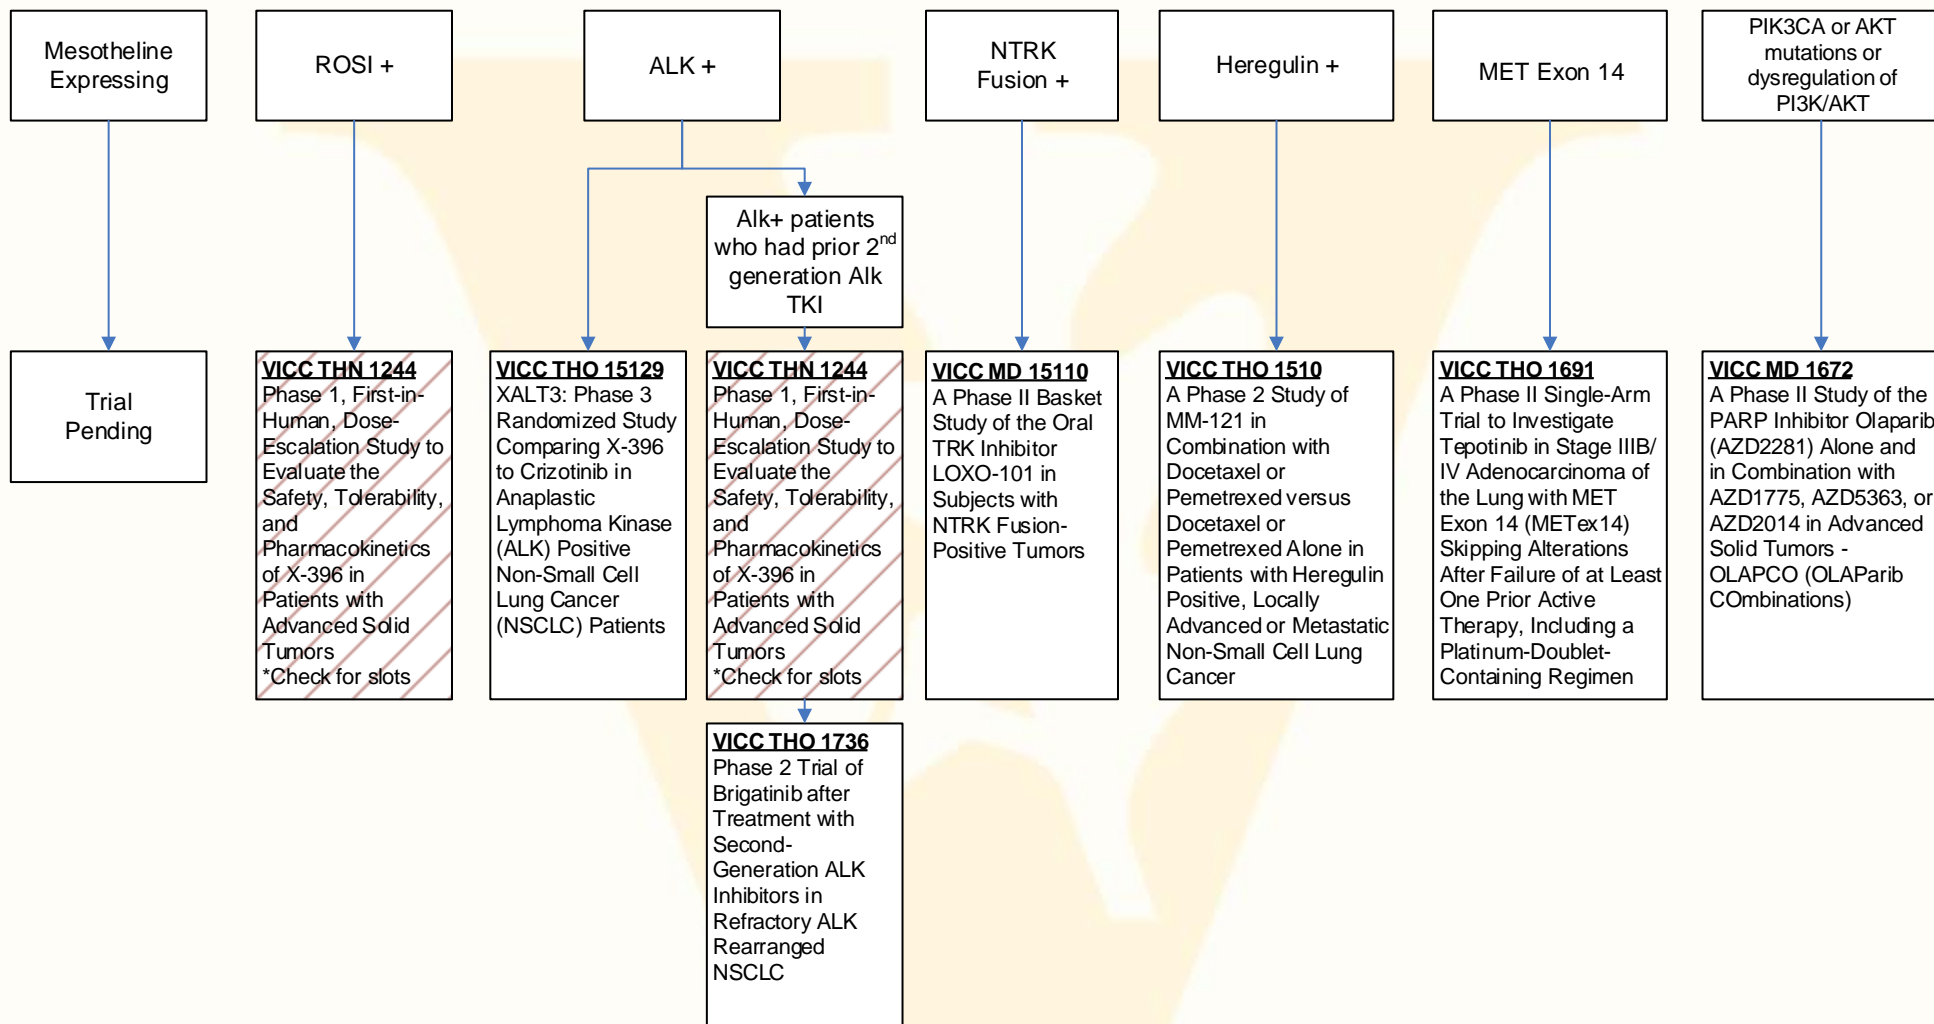 Mesotheline
Expressing
ROSI +
ALK +
NTRK
Fusion +
Heregulin +
MET Exon 14
PIK3CA or AKT
mutations or
dysregulation of
PI3K/AKT
Alk+ patients
who had prior 2nd
generation Alk
TKI
Trial
Pending
VICC THN 1244
Phase 1, First-in-
Human, Dose-
Escalation Study to
Evaluate the
Safety, Tolerability,
and
Pharmacokinetics
of X-396 in
Patients with
Advanced Solid
Tumors
*Check for slots
VICC THO 15129
XALT3: Phase 3
Randomized Study
Comparing X-396
to Crizotinib in
Anaplastic
Lymphoma Kinase
(ALK) Positive
Non-Small Cell
Lung Cancer
(NSCLC) Patients
VICC THN 1244
Phase 1, First-in-
Human, Dose-
Escalation Study to
Evaluate the
Safety, Tolerability,
and
Pharmacokinetics
of X-396 in
Patients with
Advanced Solid
Tumors
*Check for slots
VICC MD 15110
A Phase II Basket
Study of the Oral
TRK Inhibitor
LOXO-101 in
Subjects with
NTRK Fusion-
Positive Tumors
VICC THO 1510
A Phase 2 Study of
MM-121 in
Combination with
Docetaxel or
Pemetrexed versus
Docetaxel or
Pemetrexed Alone in
Patients with Heregulin
Positive, Locally
Advanced or Metastatic
Non-Small Cell Lung
Cancer
VICC THO 1691
A Phase II Single-Arm
Trial to Investigate
Tepotinib in Stage IIIB/
IV Adenocarcinoma of
the Lung with MET
Exon 14 (METex14)
Skipping Alterations
After Failure of at Least
One Prior Active
Therapy, Including a
Platinum-Doublet-
Containing Regimen
VICC MD 1672
A Phase II Study of the
PARP Inhibitor Olaparib
(AZD2281) Alone and
in Combination with
AZD1775, AZD5363, or
AZD2014 in Advanced
Solid Tumors -
OLAPCO (OLAParib
COmbinations)
VICC THO 1736
Phase 2 Trial of
Brigatinib after
Treatment with
Second-
Generation ALK
Inhibitors in
Refractory ALK
Rearranged
NSCLC